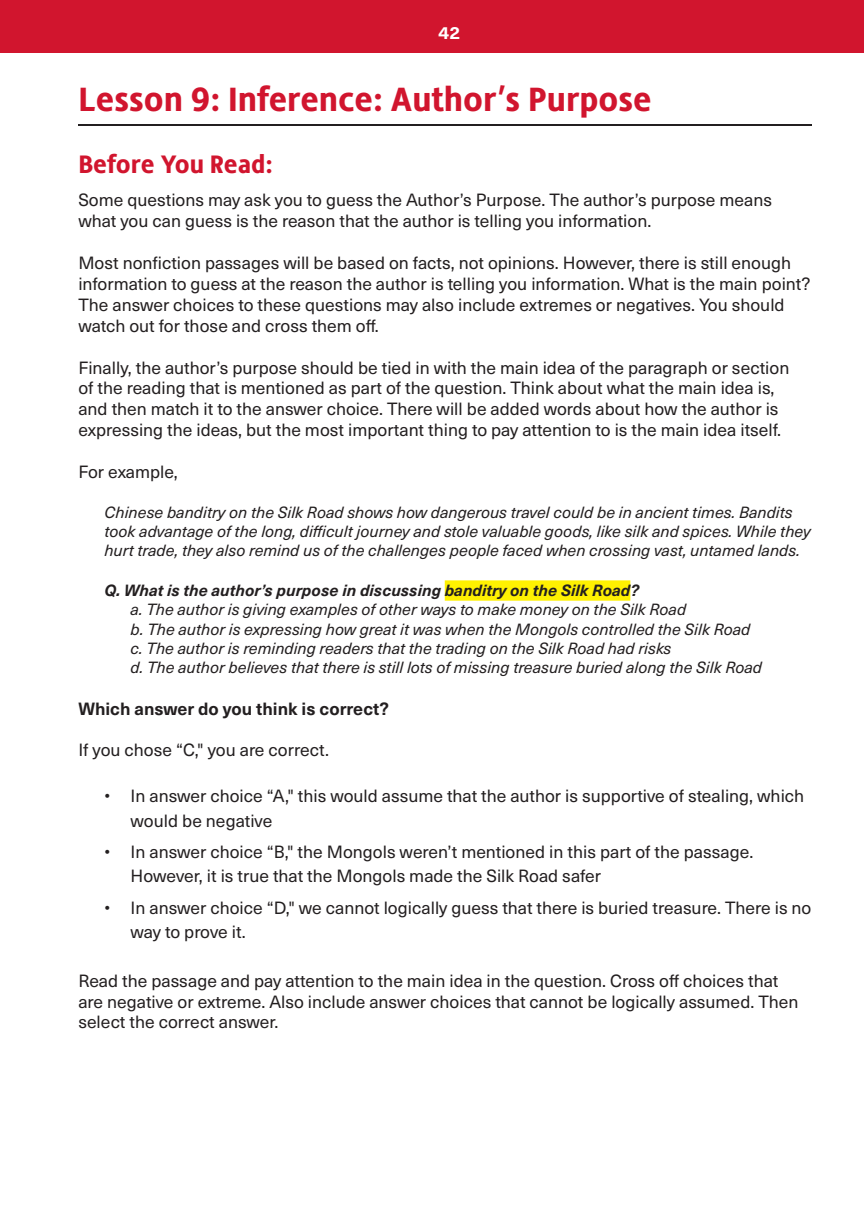 42
Lesson 9: Inference: Author's Purpose
Before You Read:
Some questions may ask you to guess the Author's Purpose. The author's purpose means
what you can guess is the reason that the author is telling you information.
Most nonfiction passages will be based on facts, not opinions. However, there is still enough
information to guess at the reason the author is telling you information. What is the main point?
The answer choices to these questions may also include extremes or negatives. You should
watch out for those and cross them off.
Finally, the author's purpose should be tied in with the main idea of the paragraph or section
of the reading that is mentioned as part of the question. Think about what the main idea is,
and then match it to the answer choice. There will be added words about how the author is
expressing the ideas, but the most important thing to pay attention to is the main idea itself.
For example,
Chinese banditry on the Silk Road shows how dangerous travel could be in ancient times. Bandits
took advantage of the long, difficult journey and stole valuable goods, like silk and spices. While they
hurt trade, they also remind us of the challenges people faced when crossing vast, untamed lands.
Q. What is the author's purpose in discussing banditry on the Silk Road?
a. The author is giving examples of other ways to make money on the Silk Road
b. The author is expressing how great it was when the Mongols controlled the Silk Road
c. The author is reminding readers that the trading on the Silk Road had risks
d. The author believes that there is still lots of missing treasure buried along the Silk Road
Which answer do you think is correct?
If you chose “C," you are correct.
• In answer choice “A," this would assume that the author is supportive of stealing, which
would be negative
• In answer choice “B," the Mongols weren't mentioned in this part of the passage.
However, it is true that the Mongols made the Silk Road safer
• In answer choice “D," we cannot logically guess that there is buried treasure. There is no
way to prove it.
Read the passage and pay attention to the main idea in the question. Cross off choices that
are negative or extreme. Also include answer choices that cannot be logically assumed. Then
select the correct answer.